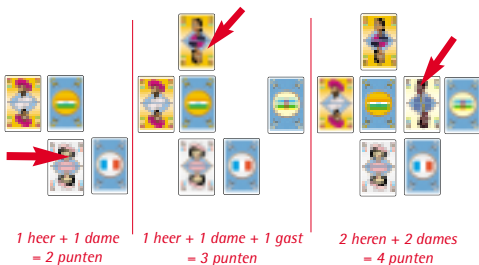 1 heer + 1 dame
= 2 punten
1 heer + 1 dame + 1 gast
= 3 punten
2 heren + 2 dames
= 4 punten